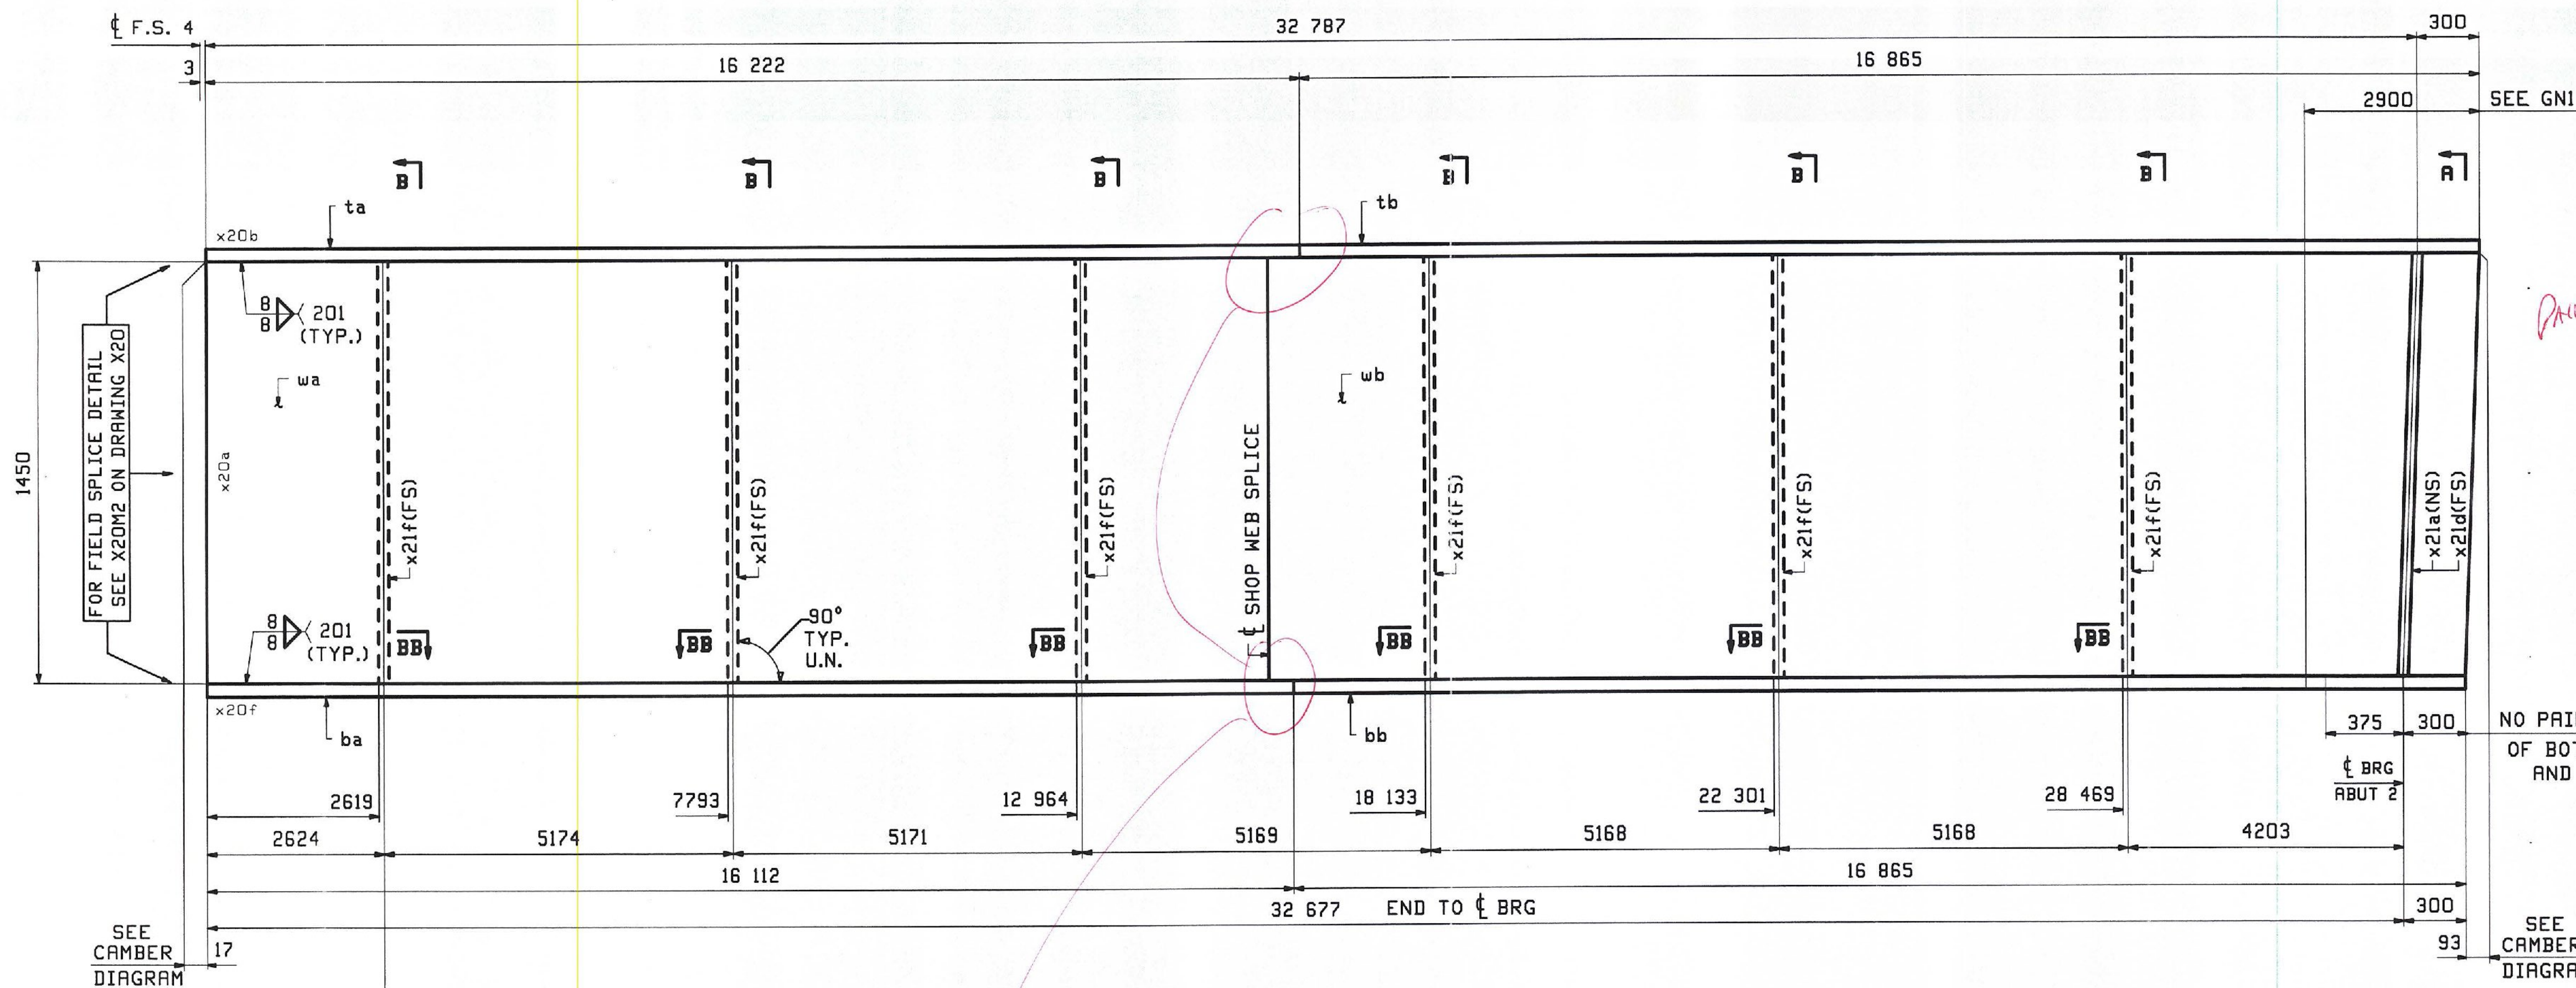 ℄ F.S. 4
32 787
300
3
16 222
16 865
2900
SEE GN1
B
B
B
B
B
B
A
ta
tb
x20b
8
8
201
(TYP.)
wa
wb
FOR FIELD SPLICE DETAIL
SEE X20M2 ON DRAWING X20
1450
x20a
x21f(FS)
x21f(FS)
x21f(FS)
℄ SHOP WEB SPLICE
x21f(FS)
x21f(FS)
x21f(FS)
x21a(NS)
x21d(FS)
8
8
201
(TYP.)
BB
BB
90°
TYP.
U.N.
BB
BB
BB
BB
x20f
ba
bb
375
300
OF
AND
℄ BRG
ABUT 2
2619
7793
12 964
18 133
22 301
28 469
2624
5174
5171
5169
5168
5168
4203
16 112
16 865
32 677
END TO ℄ BRG
300
SEE
CAMBER
DIAGRAM
17
93
SEE
CAMBER
DIAGRA
NO